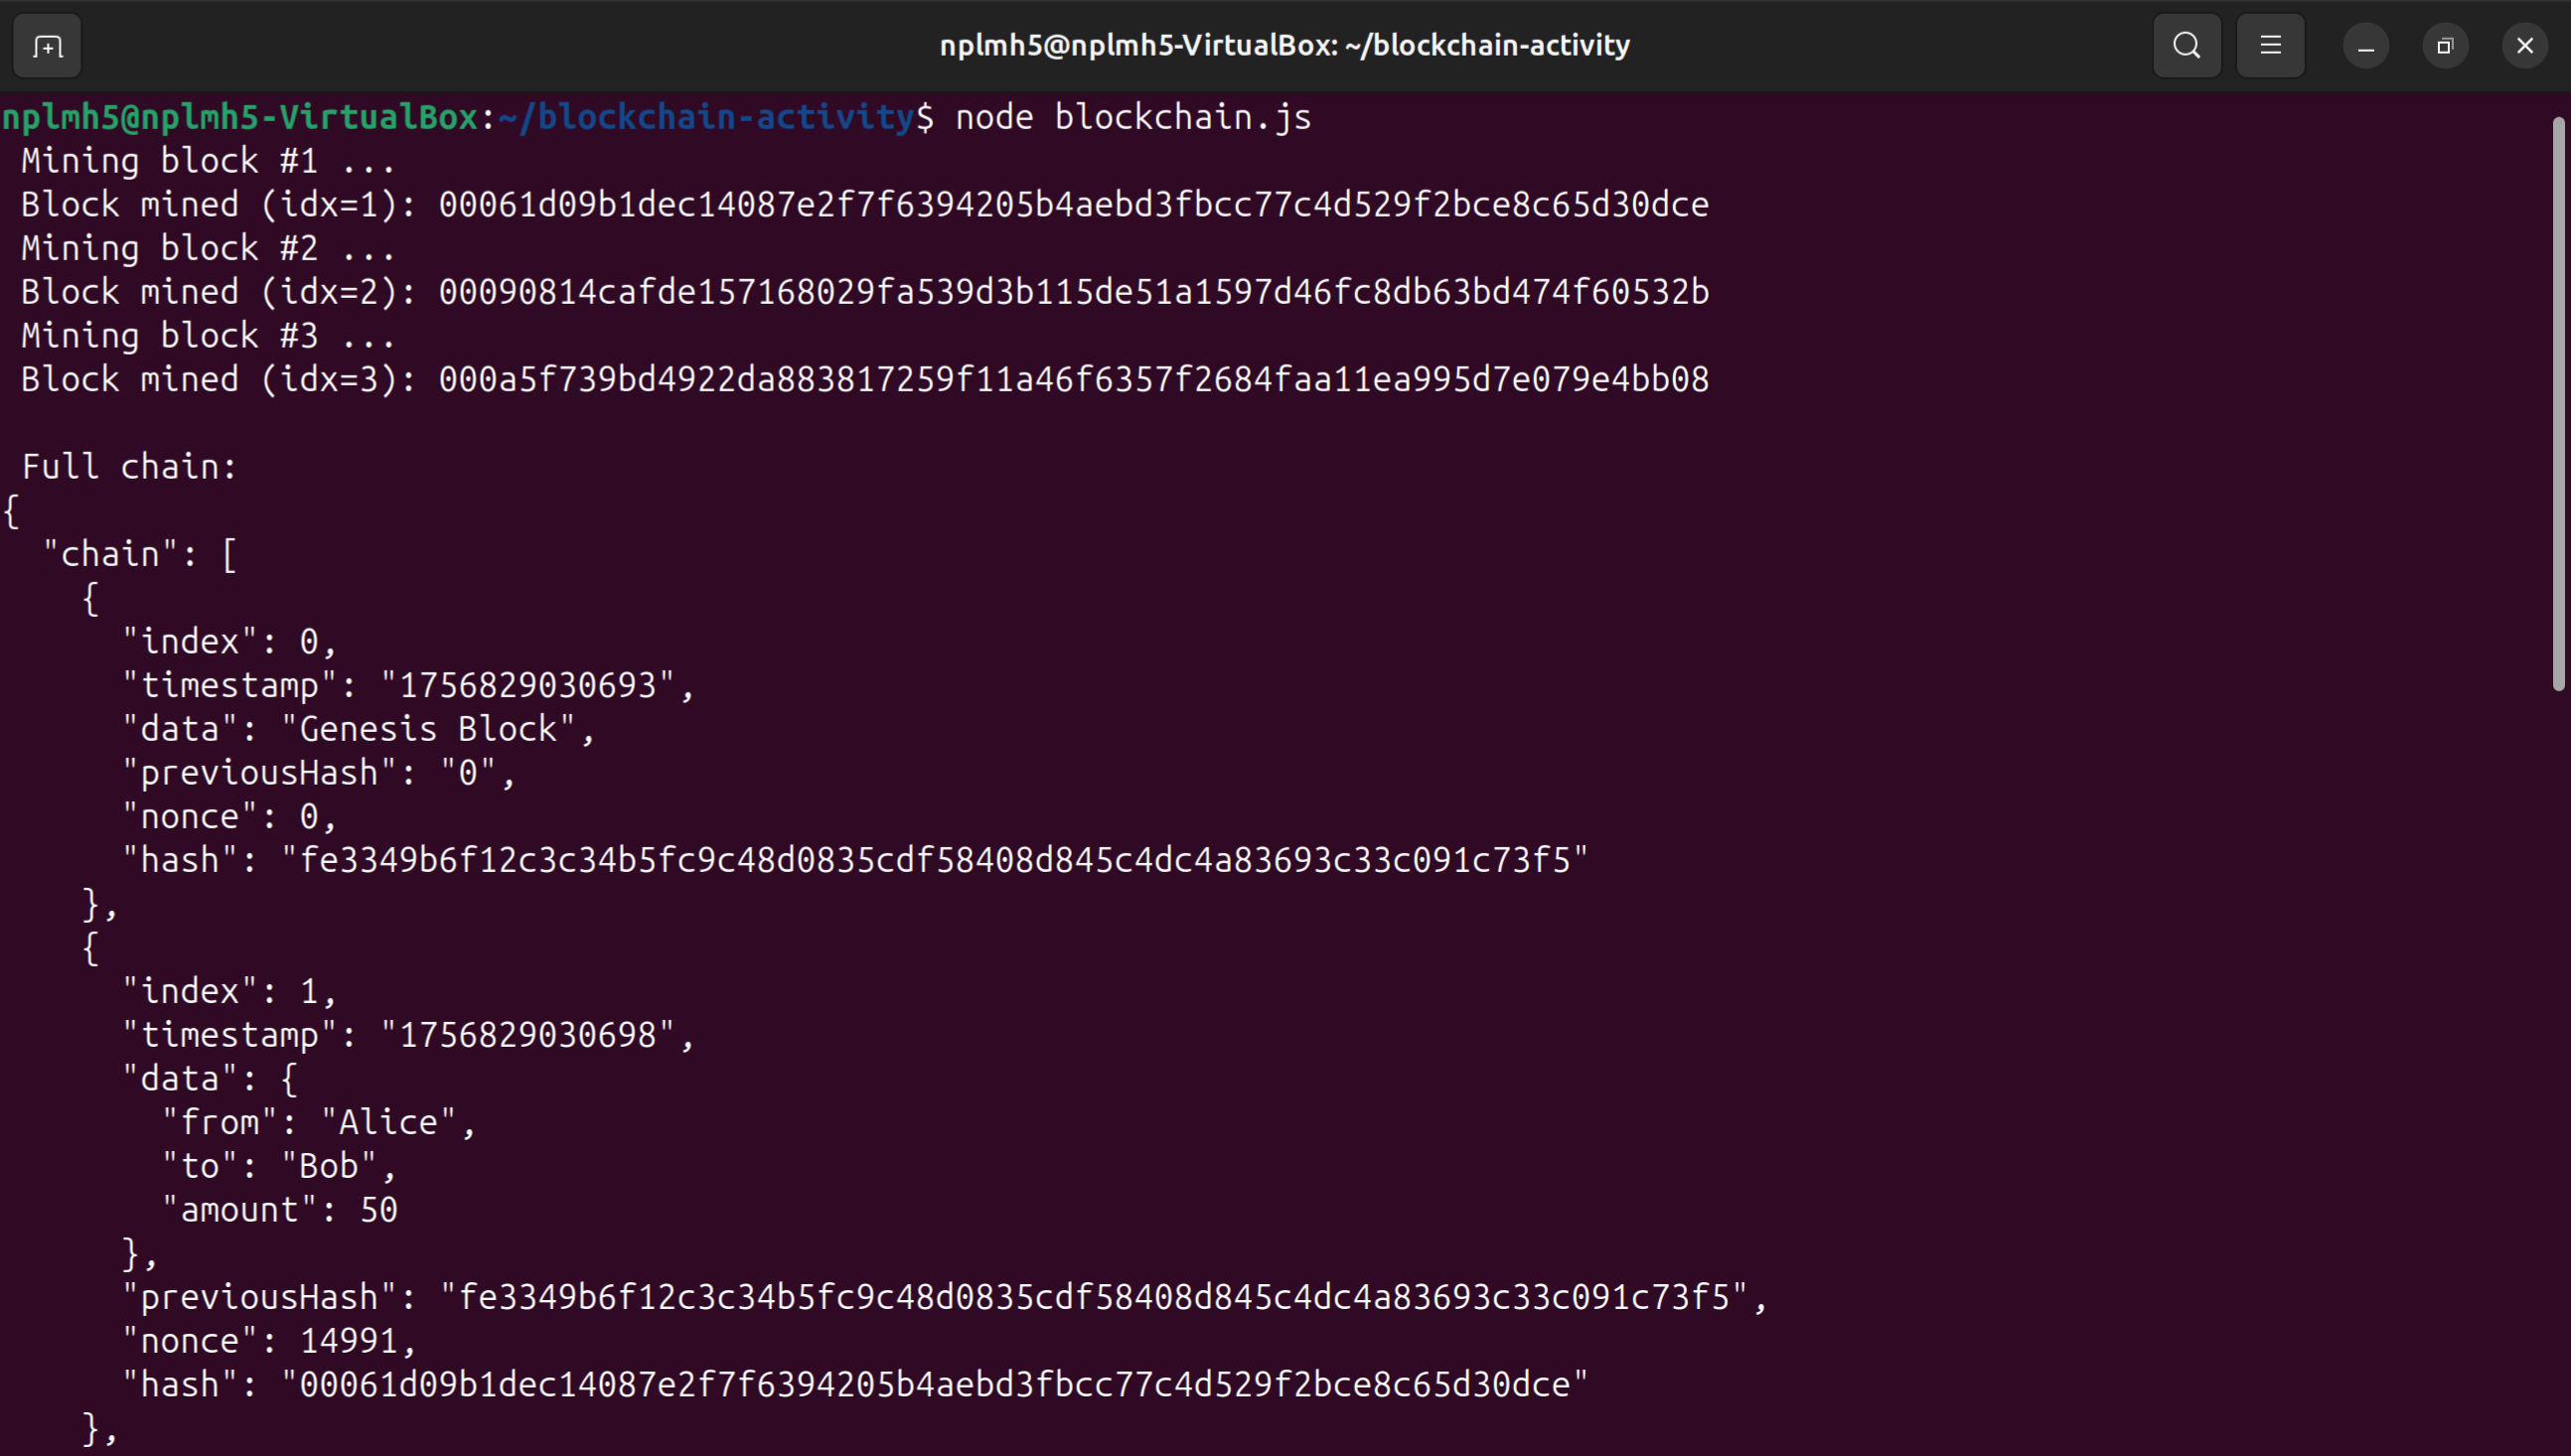 nplmh5@nplmh5-VirtualBox: ~/blockchain-activity
nplmh5@nplmh5-VirtualBox:~/blockchain-activity$ node blockchain.js
 Mining block #1 ...
 Block mined (idx=1): 00061d09b1dec14087e2f7f6394205b4aebd3fbcc77c4d529f2bce8c65d30dce
 Mining block #2 ...
 Block mined (idx=2): 00090814cafde157168029fa539d3b115de51a1597d46fc8db63bd474f60532b
 Mining block #3 ...
 Block mined (idx=3): 000a5f739bd4922da883817259f11a46f6357f2684faa11ea995d7e079e4bb08

 Full chain:
{
  "chain": [
    {
      "index": 0,
      "timestamp": "1756829030693",
      "data": "Genesis Block",
      "previousHash": "0",
      "nonce": 0,
      "hash": "fe3349b6f12c3c34b5fc9c48d0835cdf58408d845c4dc4a83693c33c091c73f5"
    },
    {
      "index": 1,
      "timestamp": "1756829030698",
      "data": {
        "from": "Alice",
        "to": "Bob",
        "amount": 50
      },
      "previousHash": "fe3349b6f12c3c34b5fc9c48d0835cdf58408d845c4dc4a83693c33c091c73f5",
      "nonce": 14991,
      "hash": "00061d09b1dec14087e2f7f6394205b4aebd3fbcc77c4d529f2bce8c65d30dce"
    },